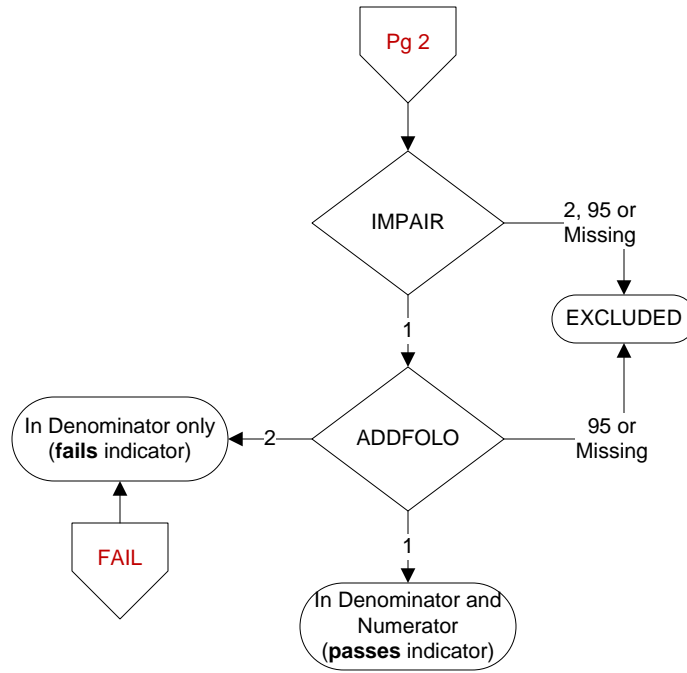 Pg 2
IMPAIR
2, 95 or
Missing
EXCLUDED
1
In Denominator only
(fails indicator)
2
ADDFOLO
95 or
Missing
FAIL
1
In Denominator and
Numerator
(passes indicator)